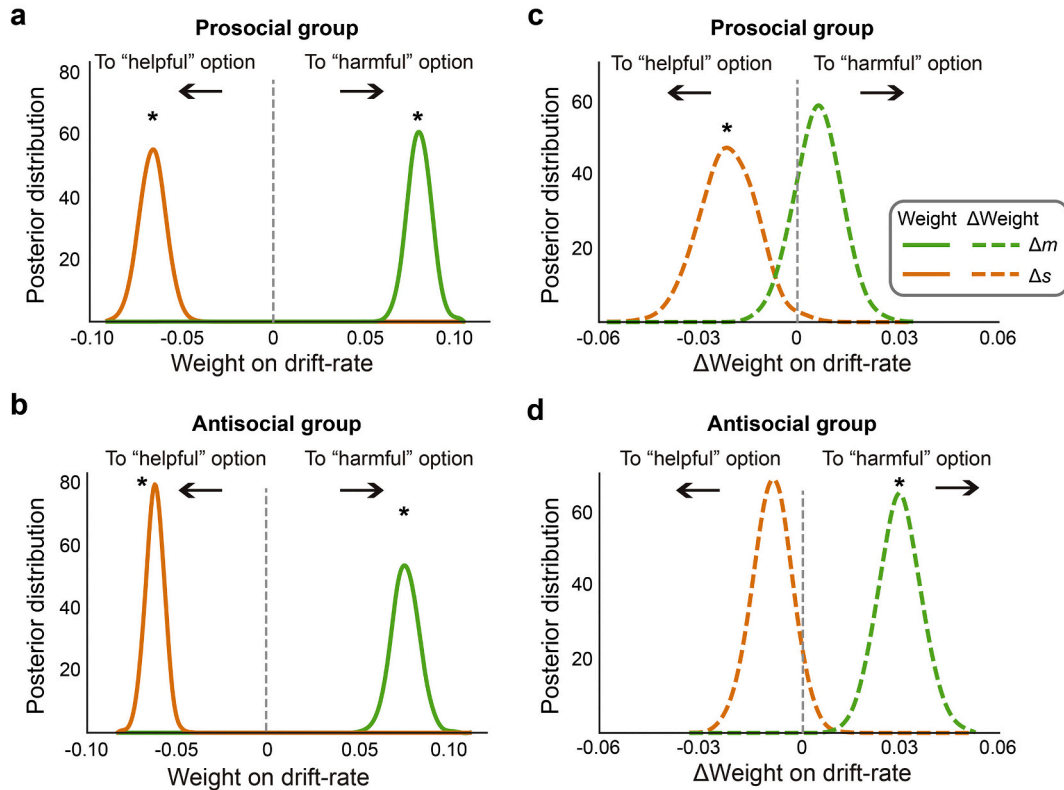 a
Prosocial group
To “helpful” option
To “harmful” option
*
*
80
60
40
20
Posterior distribution
-0.10
-0.05
0
0.05
0.10
Weight on drift-rate
c
Prosocial group
To “helpful” option
To “harmful” option
*
60
40
20
Posterior distribution
-0.06
-0.03
0
0.03
0.06
ΔWeight on drift-rate
Weight ΔWeight
Δm
Δs
b
Antisocial group
To “helpful” option
To “harmful” option
*
*
80
60
40
20
Posterior distribution
-0.10
-0.05
0
0.05
0.10
Weight on drift-rate
d
Antisocial group
To “helpful” option
To “harmful” option
*
60
40
20
Posterior distribution
-0.06
-0.03
0
0.03
0.06
ΔWeight on drift-rate